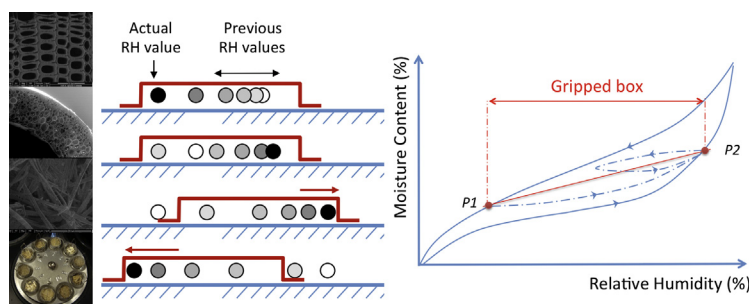 Actual
RH value
Previous
RH values
Moisture Content (%)
Gripped box
P1
P2
Relative Humidity (%)